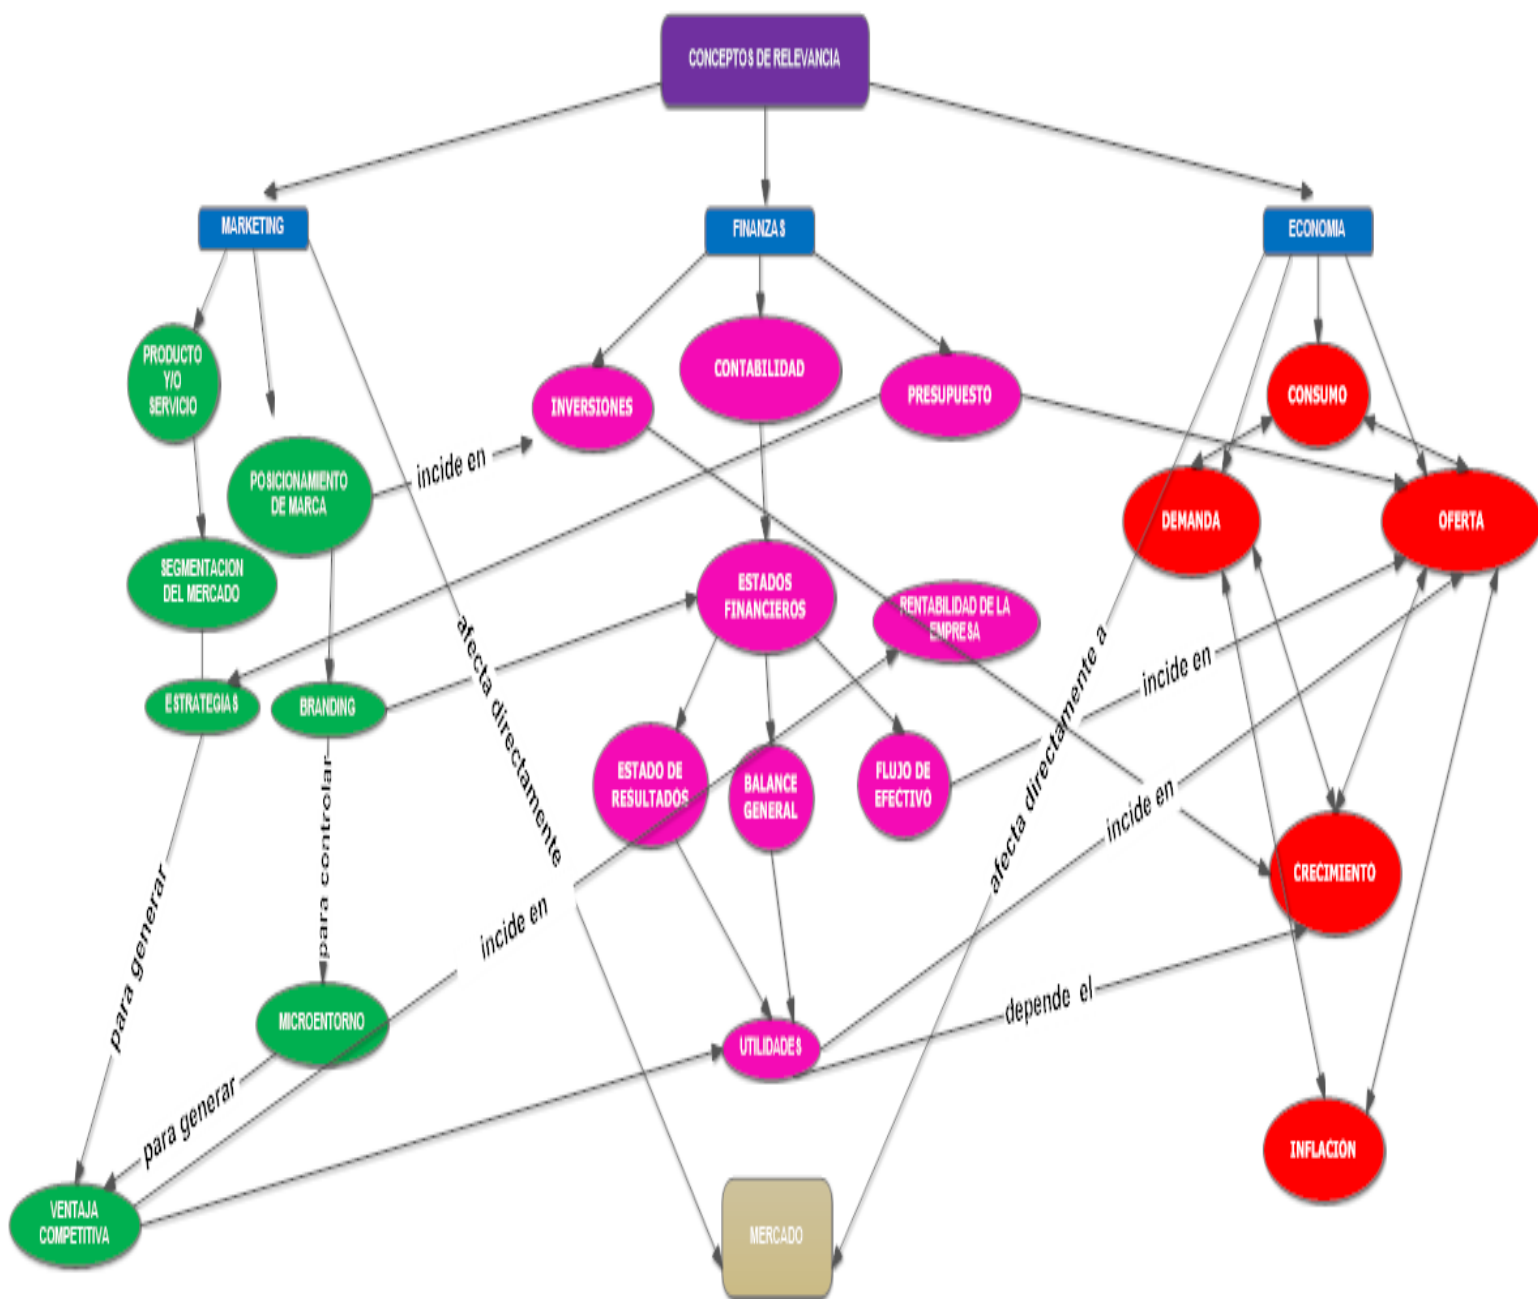 CONCEPTOS DE RELEVANCIA
MARKETING
FINANZAS
ECONOMIA
PRODUCTO
Y/O
SERVICIO
CONTABILIDAD
INVERSIONES
PRESUPUESTO
CONSUMO
incide en
POSICIONAMIENTO
DE MARCA
DEMANDA
OFERTA
SEGMENTACION
DEL MERCADO
ESTADOS
FINANCIEROS
RENTABILIDAD DE LA
EMPRESA
afecta directamente
afecta directamente a
incide en
ESTRATEGIAS
BRANDING
ESTADO DE
RESULTADOS
BALANCE
GENERAL
FLUJO DE
EFECTIVO
incide en
para controlar
CRECIMIENTO
para generar
incide en
depende el
MICROENTORNO
UTILIDADES
para generar
INFLACIÓN
VENTAJA
COMPETITIVA
MERCADO